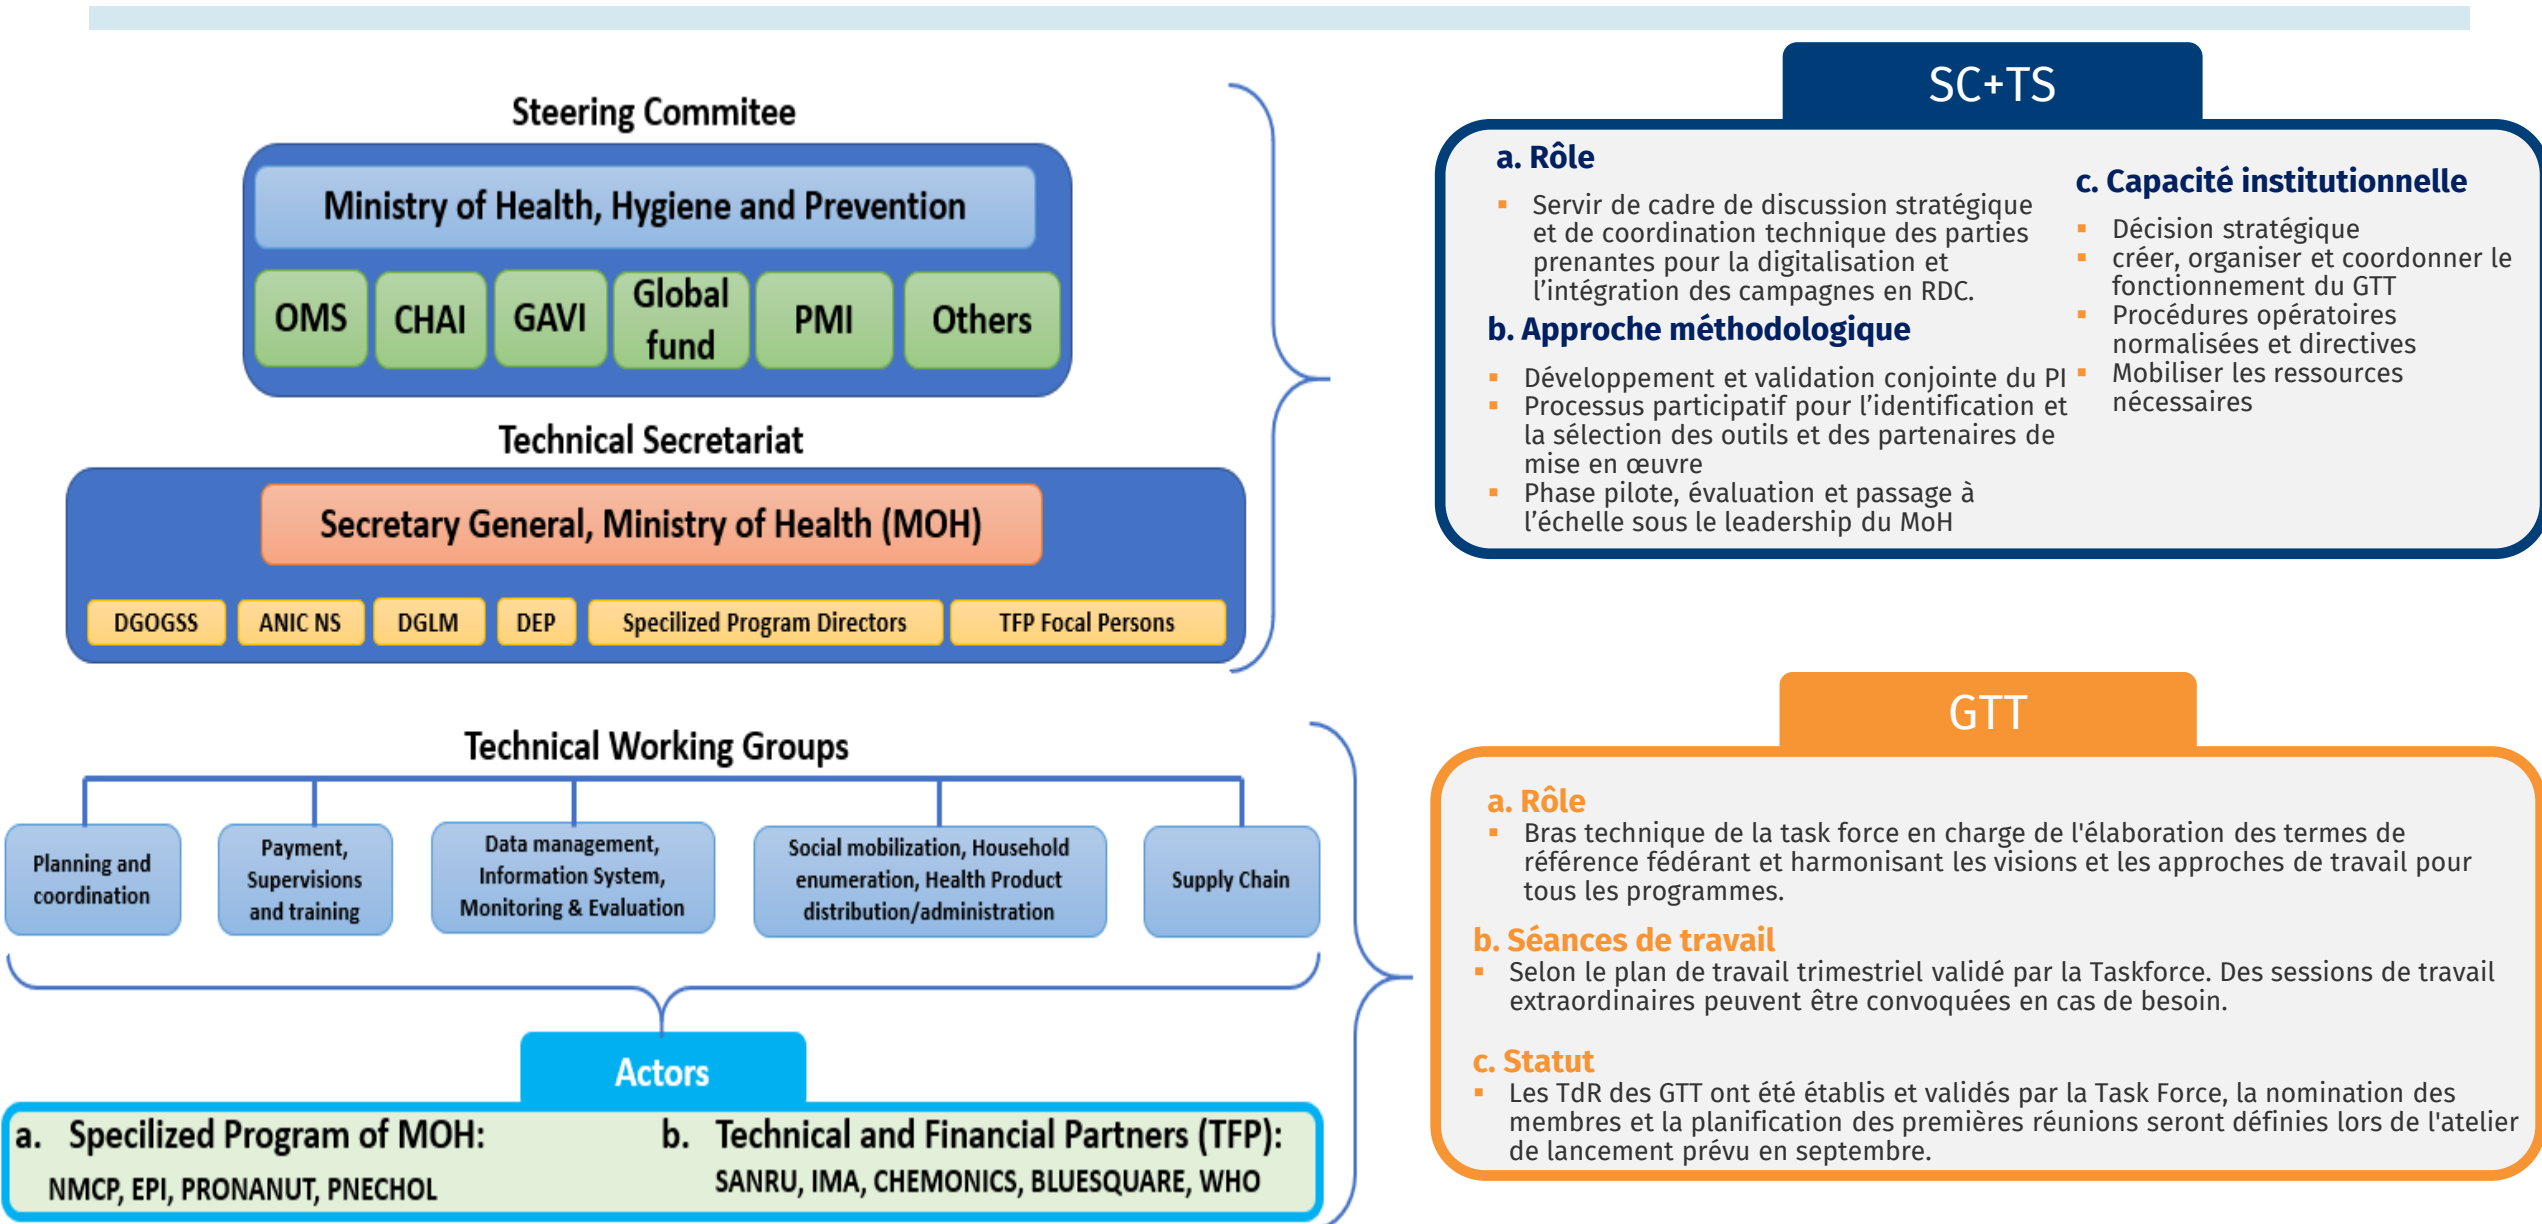 Steering Commitee
Ministry of Health, Hygiene and Prevention
OMS
CHAI
GAVI
Global
fund
PMI
Others
Technical Secretariat
Secretary General, Ministry of Health (MOH)
DGOGSS
ANIC NS
DGLM
DEP
Specilized Program Directors
TFP Focal Persons
Technical Working Groups
Planning and
coordination
Payment,
Supervisions
and training
Data management,
Information System,
Monitoring & Evaluation
Social mobilization, Household
enumeration, Health Product
distribution/administration
Supply Chain
Actors
a. Specilized Program of MOH:
NMCP, EPI, PRONANUT, PNECHOL
b. Technical and Financial Partners (TFP):
SANRU, IMA, CHEMONICS, BLUESQUARE, WHO
SC+TS
a. Rôle
▪ Servir de cadre de discussion stratégique
et de coordination technique des parties
prenantes pour la digitalisation et
l’intégration des campagnes en RDC.
b. Approche méthodologique
▪ Développement et validation conjointe du PI
▪ Processus participatif pour l’identification et
la sélection des outils et des partenaires de
mise en œuvre
▪ Phase pilote, évaluation et passage à
l’échelle sous le leadership du MoH
c. Capacité institutionnelle
▪ Décision stratégique
▪ créer, organiser et coordonner le
fonctionnement du GTT
▪ Procédures opératoires
normalisées et directives
▪ Mobiliser les ressources
nécessaires
GTT
a. Rôle
▪ Bras technique de la task force en charge de l'élaboration des termes de
référence fédérant et harmonisant les visions et les approches de travail pour
tous les programmes.
b. Séances de travail
▪ Selon le plan de travail trimestriel validé par la Taskforce. Des sessions de travail
extraordinaires peuvent être convoquées en cas de besoin.
c. Statut
▪ Les TdR des GTT ont été établis et validés par la Task Force, la nomination des
membres et la planification des premières réunions seront définies lors de l'atelier
de lancement prévu en septembre.